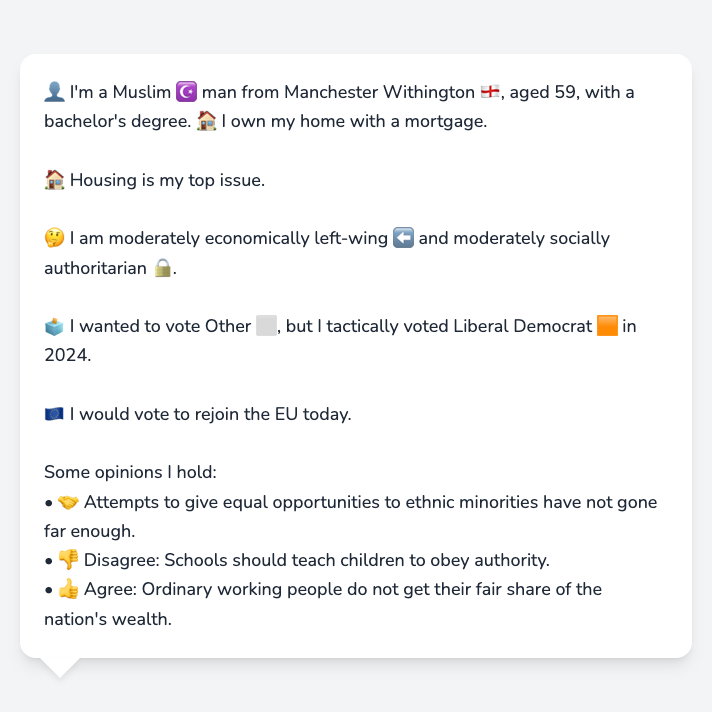 👤 I'm a Muslim ☪️ man from Manchester Withington 🏴󠁧󠁢󠁥󠁮󠁧󠁿, aged 59, with a
bachelor's degree. 🏠 I own my home with a mortgage.
🏠 Housing is my top issue.
🤔 I am moderately economically left-wing ⬅️ and moderately socially
authoritarian 🔒.
🗳️ I wanted to vote Other ⬜, but I tactically voted Liberal Democrat 🟧 in
2024.
🇪🇺 I would vote to rejoin the EU today.
Some opinions I hold:
• 🤝 Attempts to give equal opportunities to ethnic minorities have not gone
far enough.
• 👎 Disagree: Schools should teach children to obey authority.
• 👍 Agree: Ordinary working people do not get their fair share of the
nation's wealth.